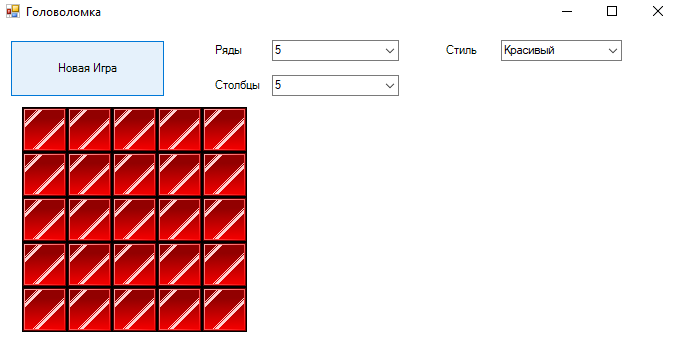 Головоломка
Новая Игра
Ряды 5
Стиль Красивый
Столбцы 5